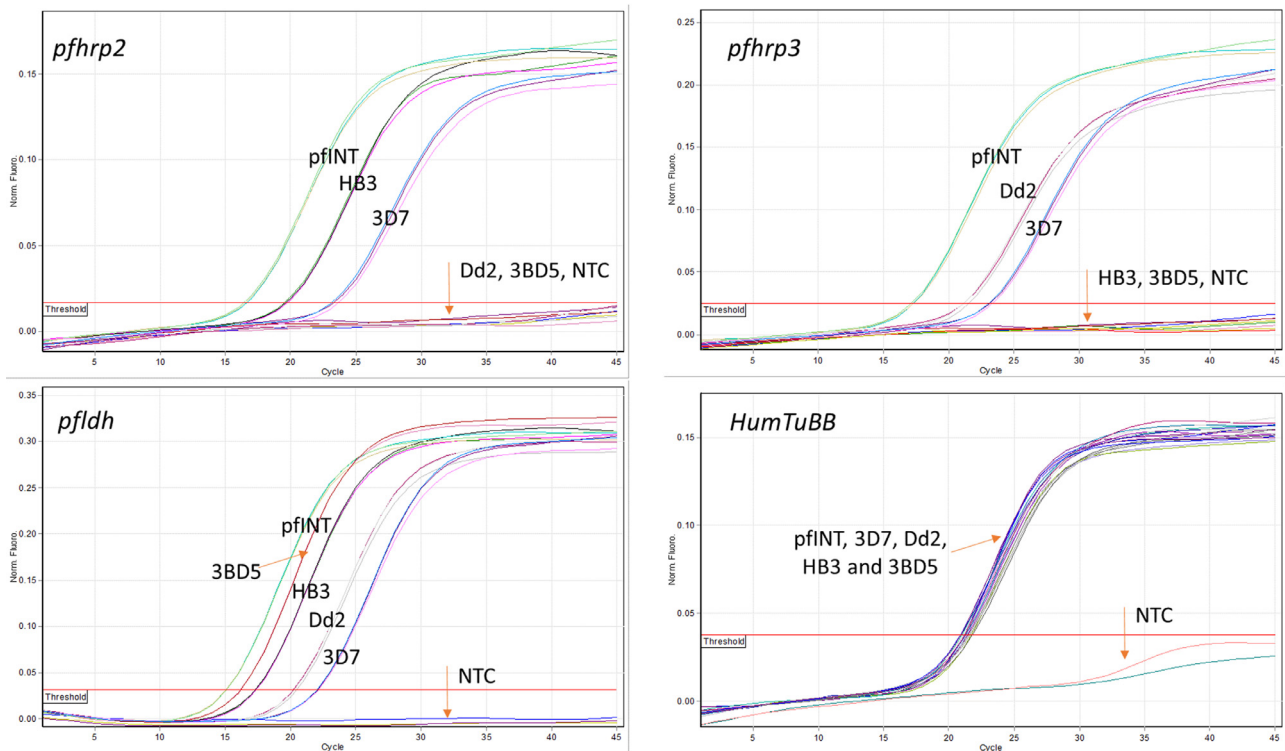 pfhrp2
0.15
0.10
0.05
0.00
Norm. Fluoro.
pfINT
HB3
3D7
Dd2, 3BD5, NTC
Threshold
5 10 15 20 25 30 35 40 45
Cycle
pfhrp3
0.25
0.20
0.15
0.10
0.05
0.00
Norm. Fluoro.
pfINT
Dd2
3D7
HB3, 3BD5, NTC
Threshold
5 10 15 20 25 30 35 40 45
Cycle
pfldh
0.35
0.30
0.25
0.20
0.15
0.10
0.05
0.00
Norm. Fluoro.
pfINT
3BD5
HB3
Dd2
3D7
NTC
Threshold
5 10 15 20 25 30 35 40 45
Cycle
HumTuBB
0.15
0.10
0.05
0.00
Norm. Fluoro.
pfINT, 3D7, Dd2,
HB3 and 3BD5
NTC
Threshold
5 10 15 20 25 30 35 40 45
Cycle